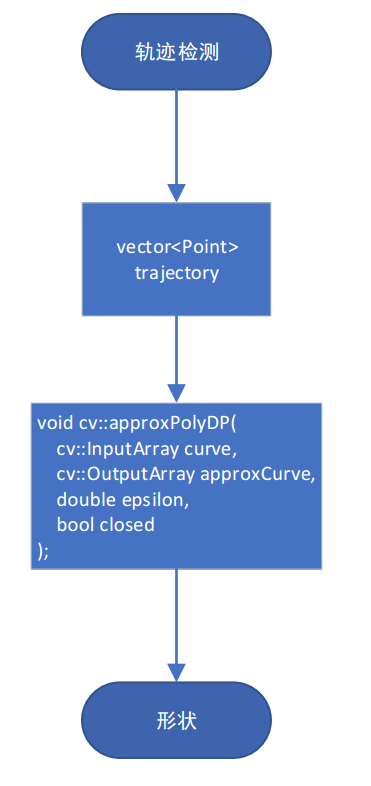 轨迹检测
vector<Point>
trajectory
void cv::approxPolyDP(
    cv::InputArray curve,
    cv::OutputArray approxCurve,
    double epsilon,
    bool closed
);
形状